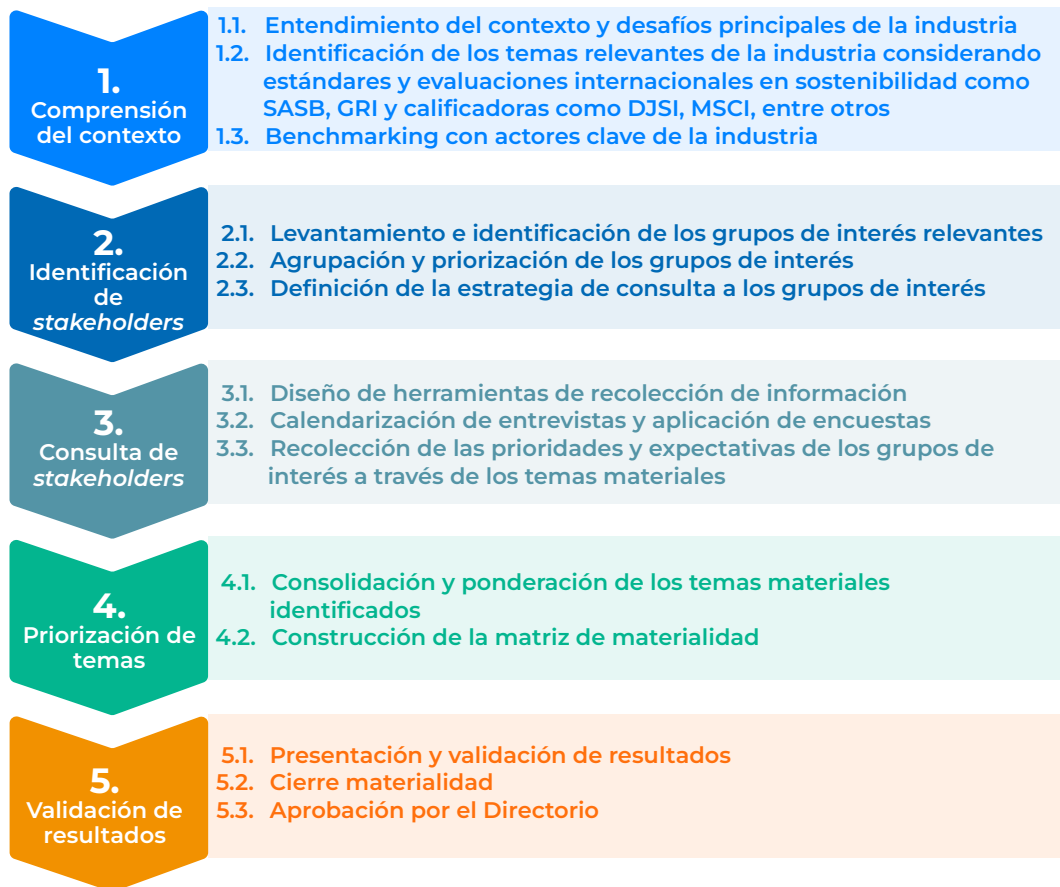 1.
Comprensión
del contexto
1.1. Entendimiento del contexto y desafíos principales de la industria
1.2. Identificación de los temas relevantes de la industria considerando
estándares y evaluaciones internacionales en sostenibilidad como
SASB, GRI y calificadoras como DJSI, MSCI, entre otros
1.3. Benchmarking con actores clave de la industria
2.
Identificación
de
stakeholders
2.1. Levantamiento e identificación de los grupos de interés relevantes
2.2. Agrupación y priorización de los grupos de interés
2.3. Definición de la estrategia de consulta a los grupos de interés
3.
Consulta de
stakeholders
3.1. Diseño de herramientas de recolección de información
3.2. Calendarización de entrevistas y aplicación de encuestas
3.3. Recolección de las prioridades y expectativas de los grupos de
interés a través de los temas materiales
4.
Priorización de
temas
4.1. Consolidación y ponderación de los temas materiales
identificados
4.2. Construcción de la matriz de materialidad
5.
Validación de
resultados
5.1. Presentación y validación de resultados
5.2. Cierre materialidad
5.3. Aprobación por el Directorio